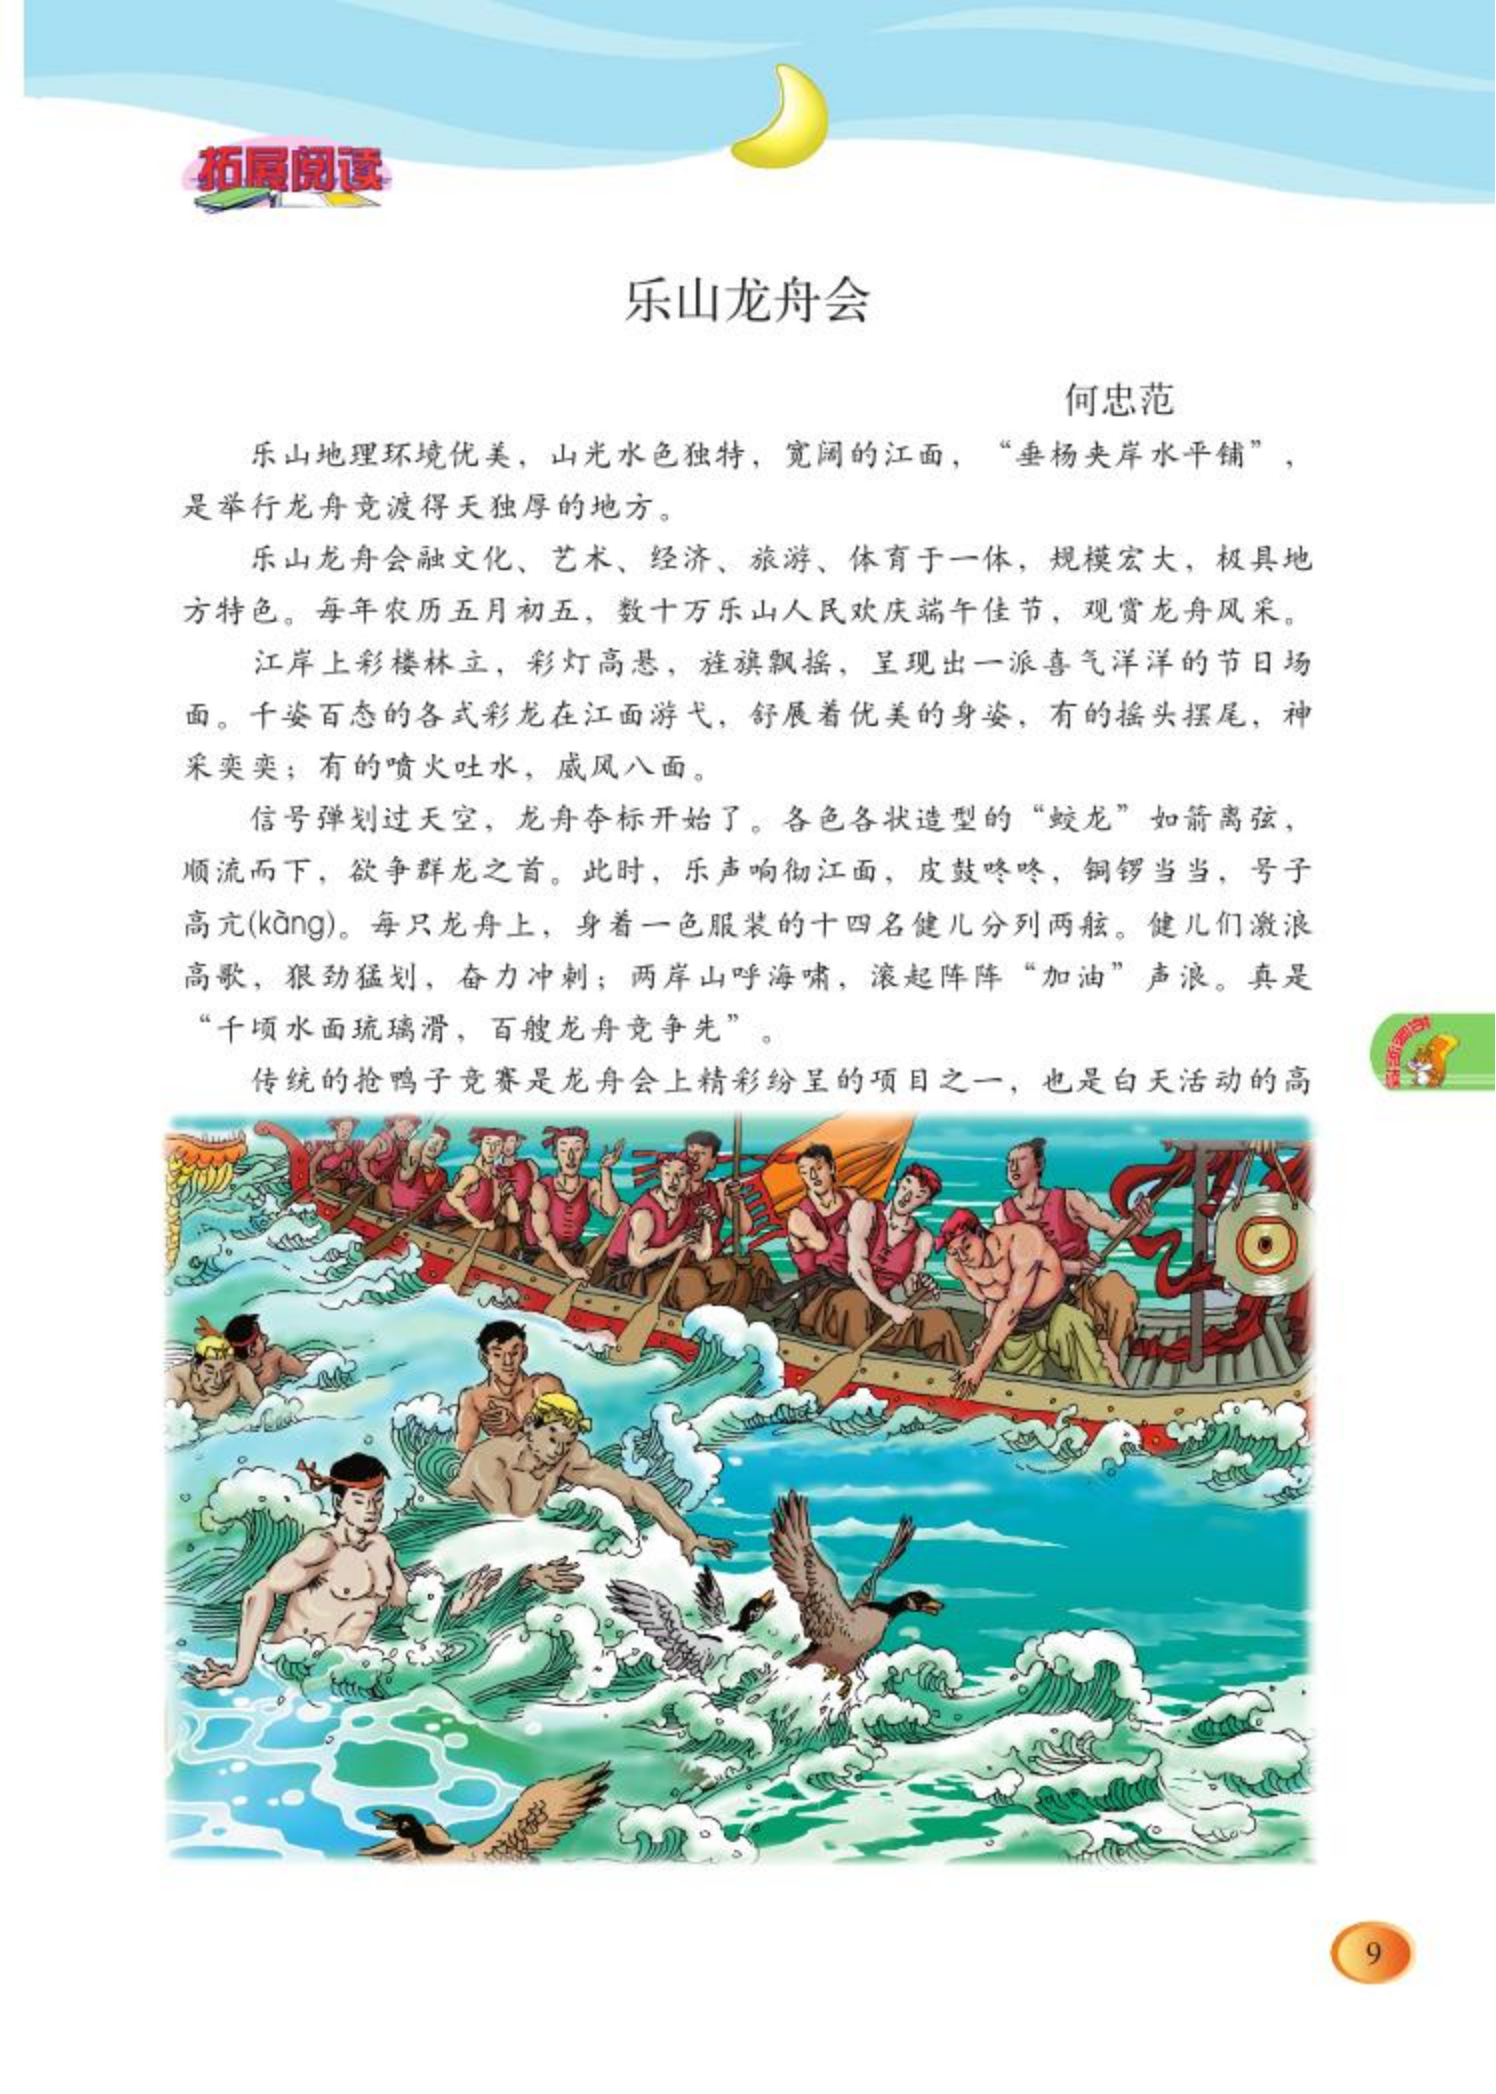 拓展阅读
乐山龙舟会
何忠范
乐山地理环境优美，山光水色独特，宽阔的江面，“垂杨夹岸水平铺”，
是举行龙舟竞渡得天独厚的地方。
乐山龙舟会融文化、艺术、经济、旅游、体育于一体，规模宏大，极具地
方特色。每年农历五月初五，数十万乐山人民欢庆端午佳节，观赏龙舟风采。
江岸上彩楼林立，彩灯高悬，旌旗飘摇，呈现出一派喜气洋洋的节日场
面。千姿百态的各式彩龙在江面游弋，舒展着优美的身姿，有的摇头摆尾，神
采奕奕；有的喷火吐水，威风八面。
信号弹划过天空，龙舟夺标开始了。各色各状造型的“蛟龙”如箭离弦，
顺流而下，欲争群龙之首。此时，乐声响彻江面，皮鼓咚咚，铜锣当当，号子
高亢(kàng)。每只龙舟上，身着一色服装的十四名健儿分列两舷。健儿们激浪
高歌，狠劲猛划，奋力冲刺；两岸山呼海啸，滚起阵阵“加油”声浪。真是
“千顷水面琉璃滑，百艘龙舟竞争先”。
传统的抢鸭子竞赛是龙舟会上精彩纷呈的项目之一，也是白天活动的高
拓展阅读
9